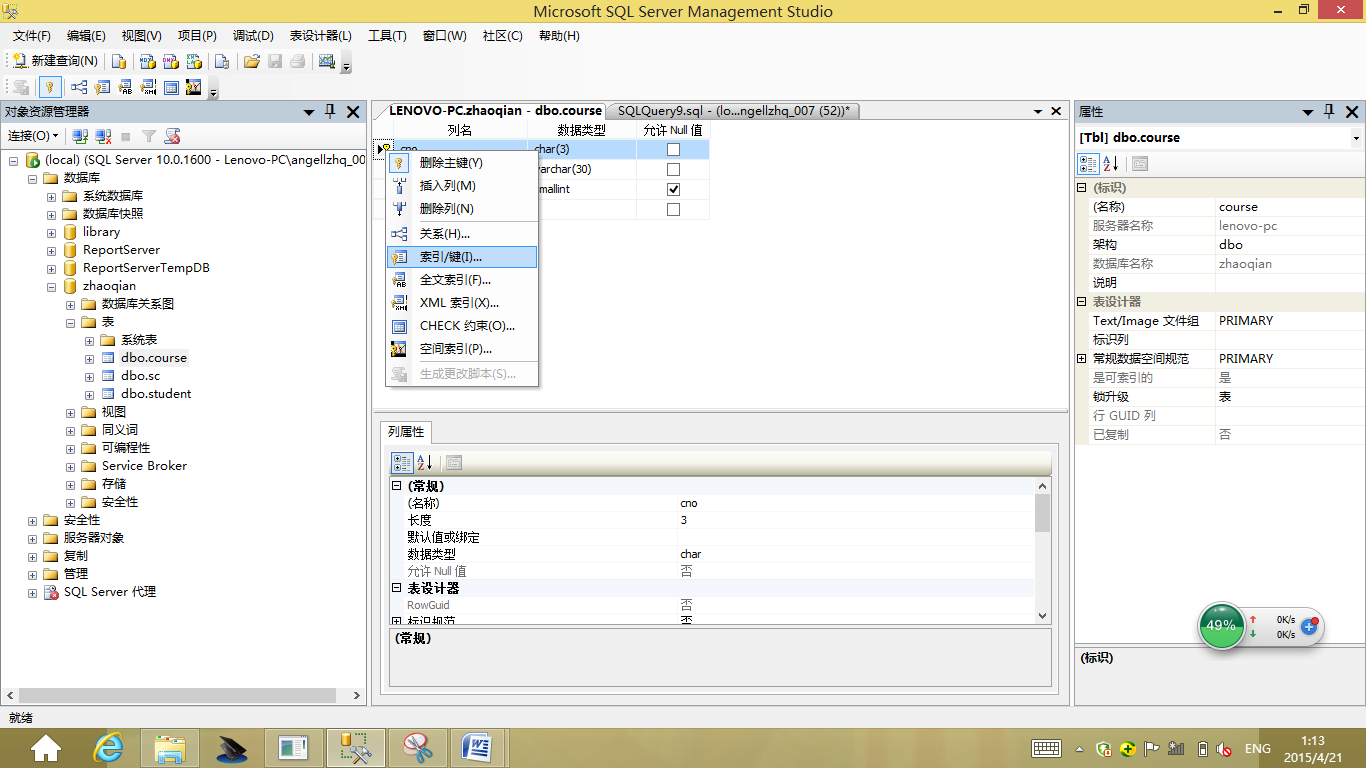 Microsoft SQL Server Management Studio
文件(F) 编辑(E) 视图(V) 项目(P) 调试(D) 表设计器(L) 工具(T) 窗口(W) 社区(C) 帮助(H)
新建查询(N)
对象资源管理器
连接(O)
(local) (SQL Server 10.0.1600 - Lenovo-PC\angellzhq_00
数据库
系统数据库
数据库快照
library
ReportServer
ReportServerTempDB
zhaoqian
数据库关系图
表
系统表
dbo.course
dbo.sc
dbo.student
视图
同义词
可编程性
Service Broker
存储
安全性
安全性
服务器对象
复制
管理
SQL Server 代理
LENOVO-PC.zhaoqian - dbo.course SQLQuery9.sql - (lo...ngellzhq_007 (52))*
列名 数据类型 允许 Null 值
cno char(3)
varchar(30)
smallint
删除主键(Y)
插入列(M)
删除列(N)
关系(H)...
索引/键(I)...
全文索引(F)...
XML 索引(X)...
CHECK 约束(O)...
空间索引(P)...
生成更改脚本(S)...
列属性
(常规)
(名称) cno
长度 3
默认值或绑定
数据类型 char
允许 Null 值 否
表设计器
RowGuid 否
标识规范 否
(常规)
属性
[Tbl] dbo.course
(标识)
(名称) course
服务器名称 lenovo-pc
架构 dbo
数据库名称 zhaoqian
说明
表设计器
Text/Image 文件组 PRIMARY
标识列
常规数据空间规范 PRIMARY
是可索引的 是
锁升级 表
行 GUID 列
已复制 否
49% 0K/s
0K/s
(标识)
就绪
ENG
1:13
2015/4/21